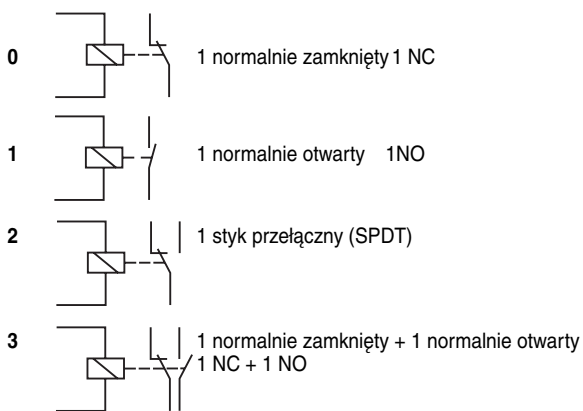 0 1 normalnie zamknięty 1 NC
1 1 normalnie otwarty 1NO
2 1 styk przełączny (SPDT)
3 1 normalnie zamknięty + 1 normalnie otwarty
1 NC + 1 NO